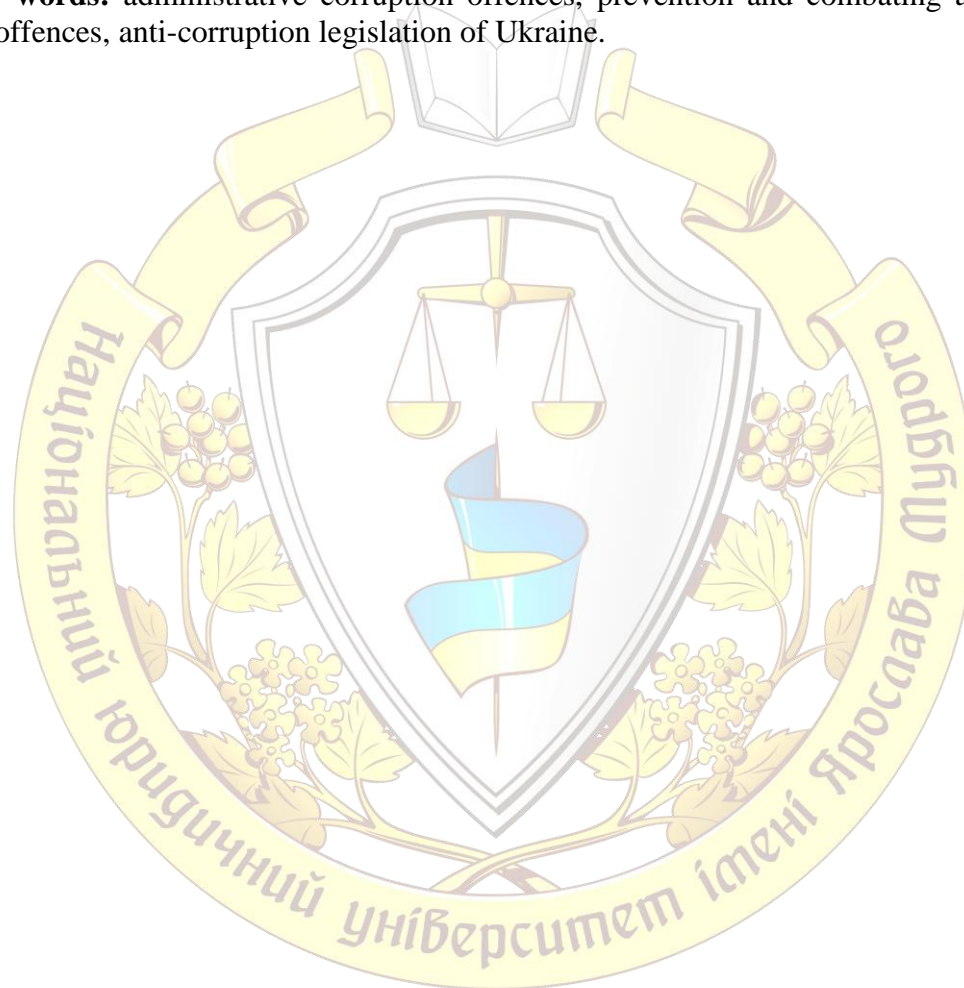 words: administrative corruption offences, prevention and combating
offences, anti-corruption legislation of Ukraine.
Національний юридичний університет імені Ярослава Мудрого